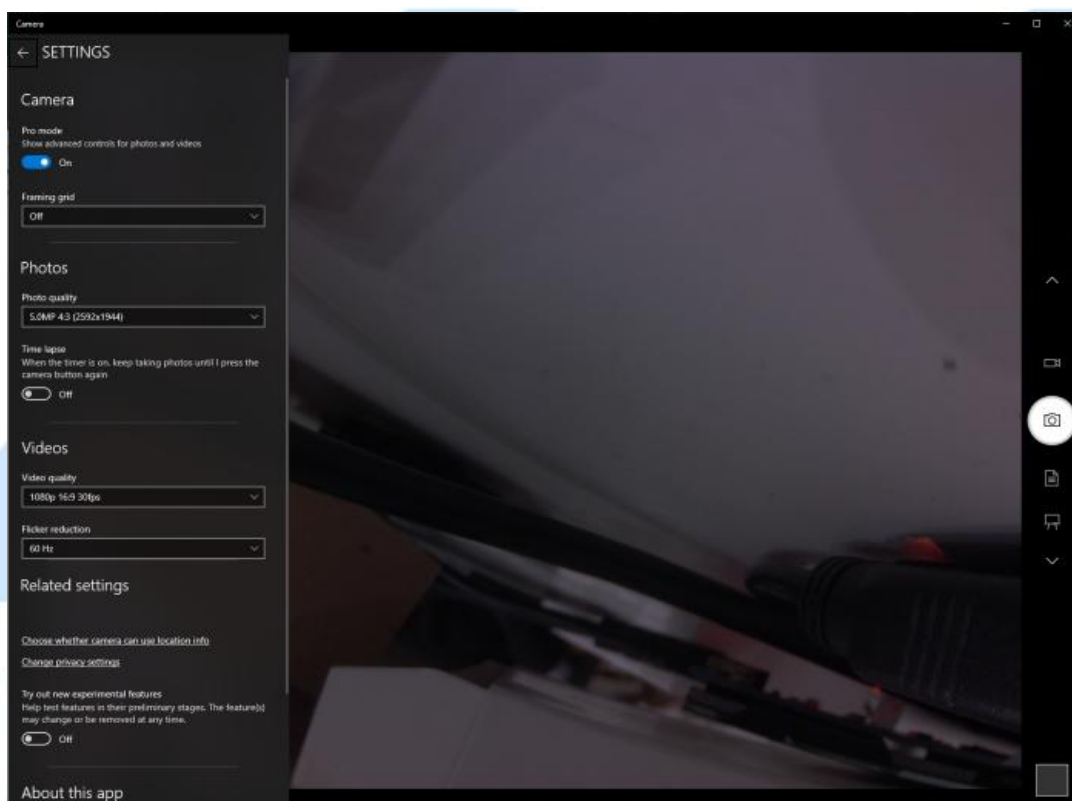 Camera
SETTINGS
Camera
Pro mode
Show advanced controls for photos and videos
On
Framing grid
Off
Photos
Photo quality
5.0MP 4:3 (2592x1944)
Time lapse
When the timer is on, keep taking photos until I press the
camera button again
Off
Videos
Video quality
1080p 16:9 30fps
Flicker reduction
60 Hz
Related settings
Choose whether camera can use location info
Change privacy settings
Try out new experimental features
Help test features in their preliminary stages. The feature(s)
may change or be removed at any time.
Off
About this app